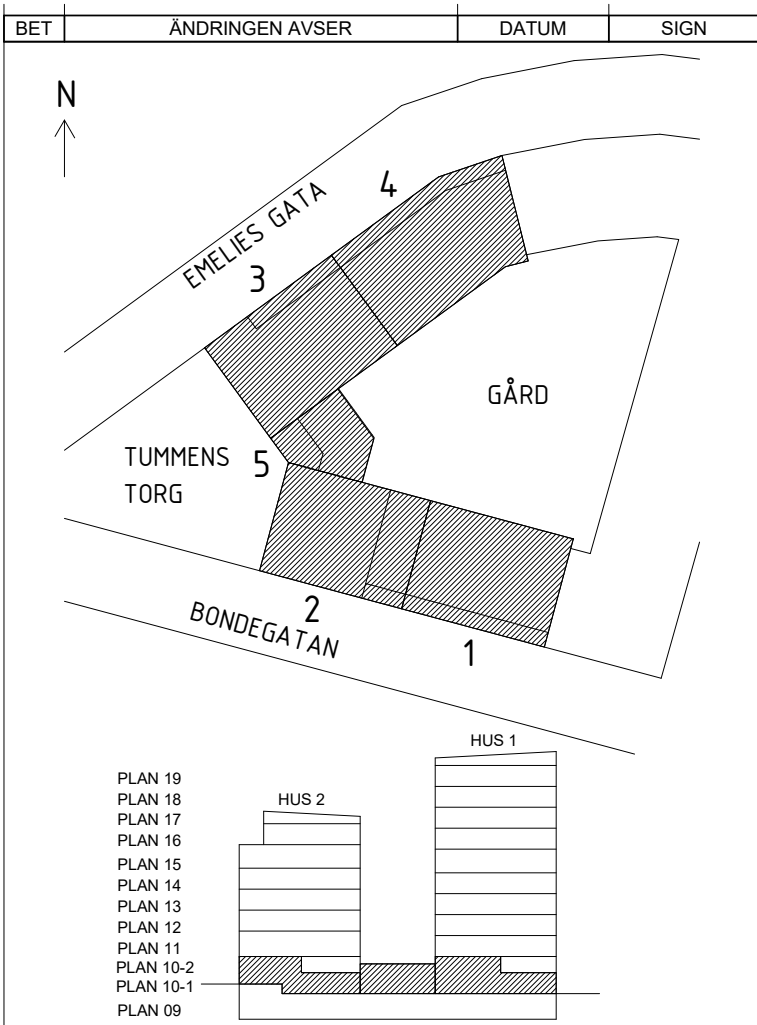 BET ÄNDRINGEN AVSER DATUM SIGN
N
4
EMELIES GATA
3
GÅRD
TUMMENS
TORG
5
2
BONDEGATAN
1
HUS 1
PLAN 19
PLAN 18
HUS 2
PLAN 17
PLAN 16
PLAN 15
PLAN 14
PLAN 13
PLAN 12
PLAN 11
PLAN 10-2
PLAN 10-1
PLAN 09